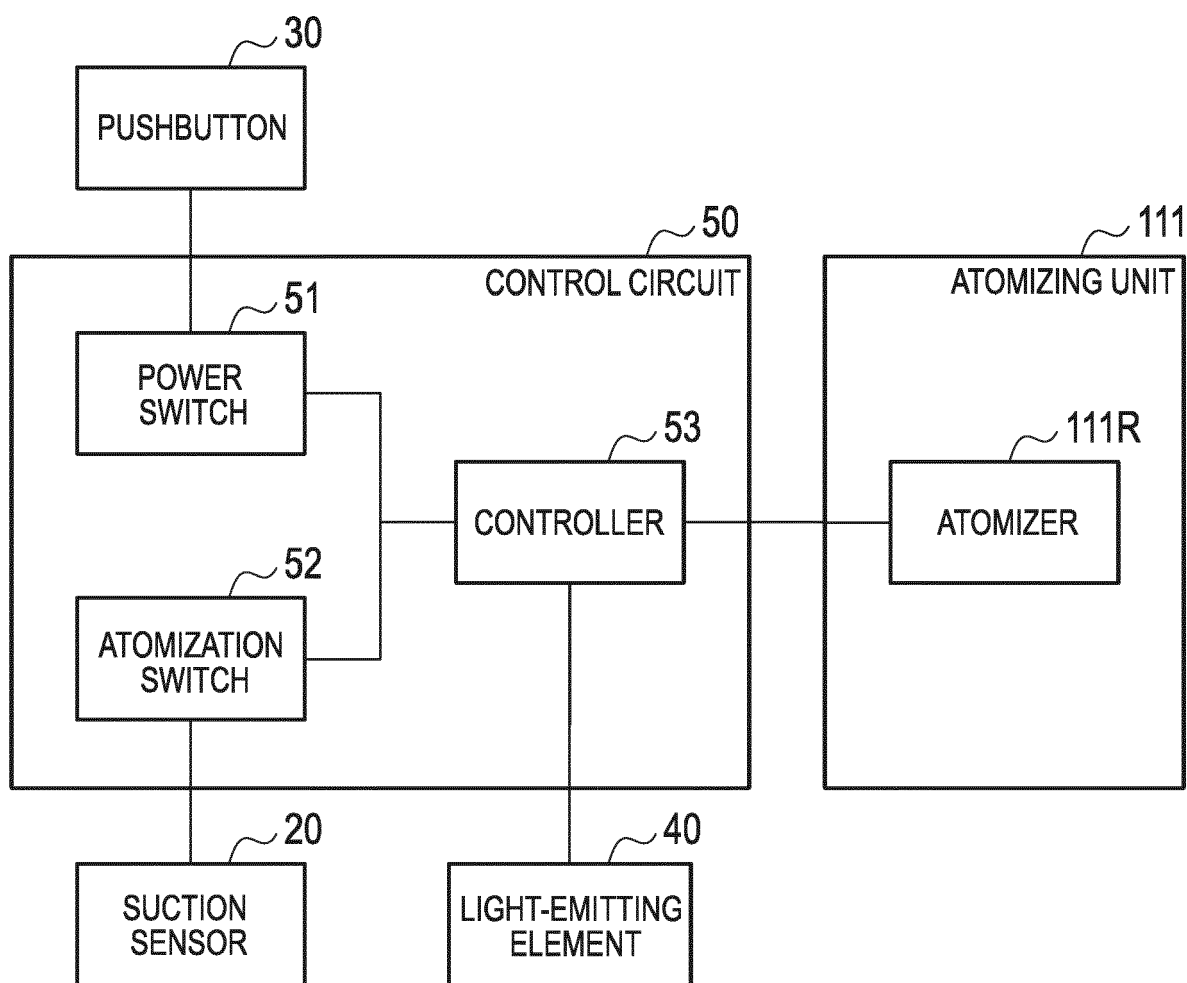 30
PUSHBUTTON
50
CONTROL CIRCUIT
111
ATOMIZING UNIT
51
POWER
SWITCH
53
CONTROLLER
111R
ATOMIZER
52
ATOMIZATION
SWITCH
20
SUCTION
SENSOR
40
LIGHT-EMITTING
ELEMENT